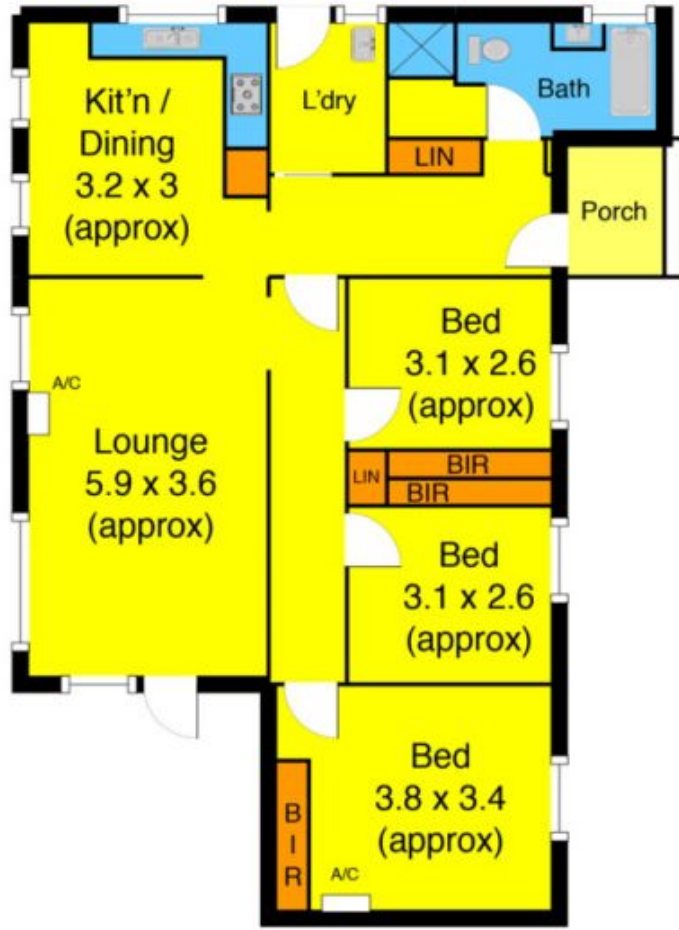 Kit'n /
Dining
3.2 x 3
(approx)
L'dry
Bath
LIN
Porch
Bed
3.1 x 2.6
(approx)
A/C
Lounge
5.9 x 3.6
(approx)
LIN
BIR
BIR
Bed
3.1 x 2.6
(approx)
Bed
3.8 x 3.4
(approx)
BIR
A/C